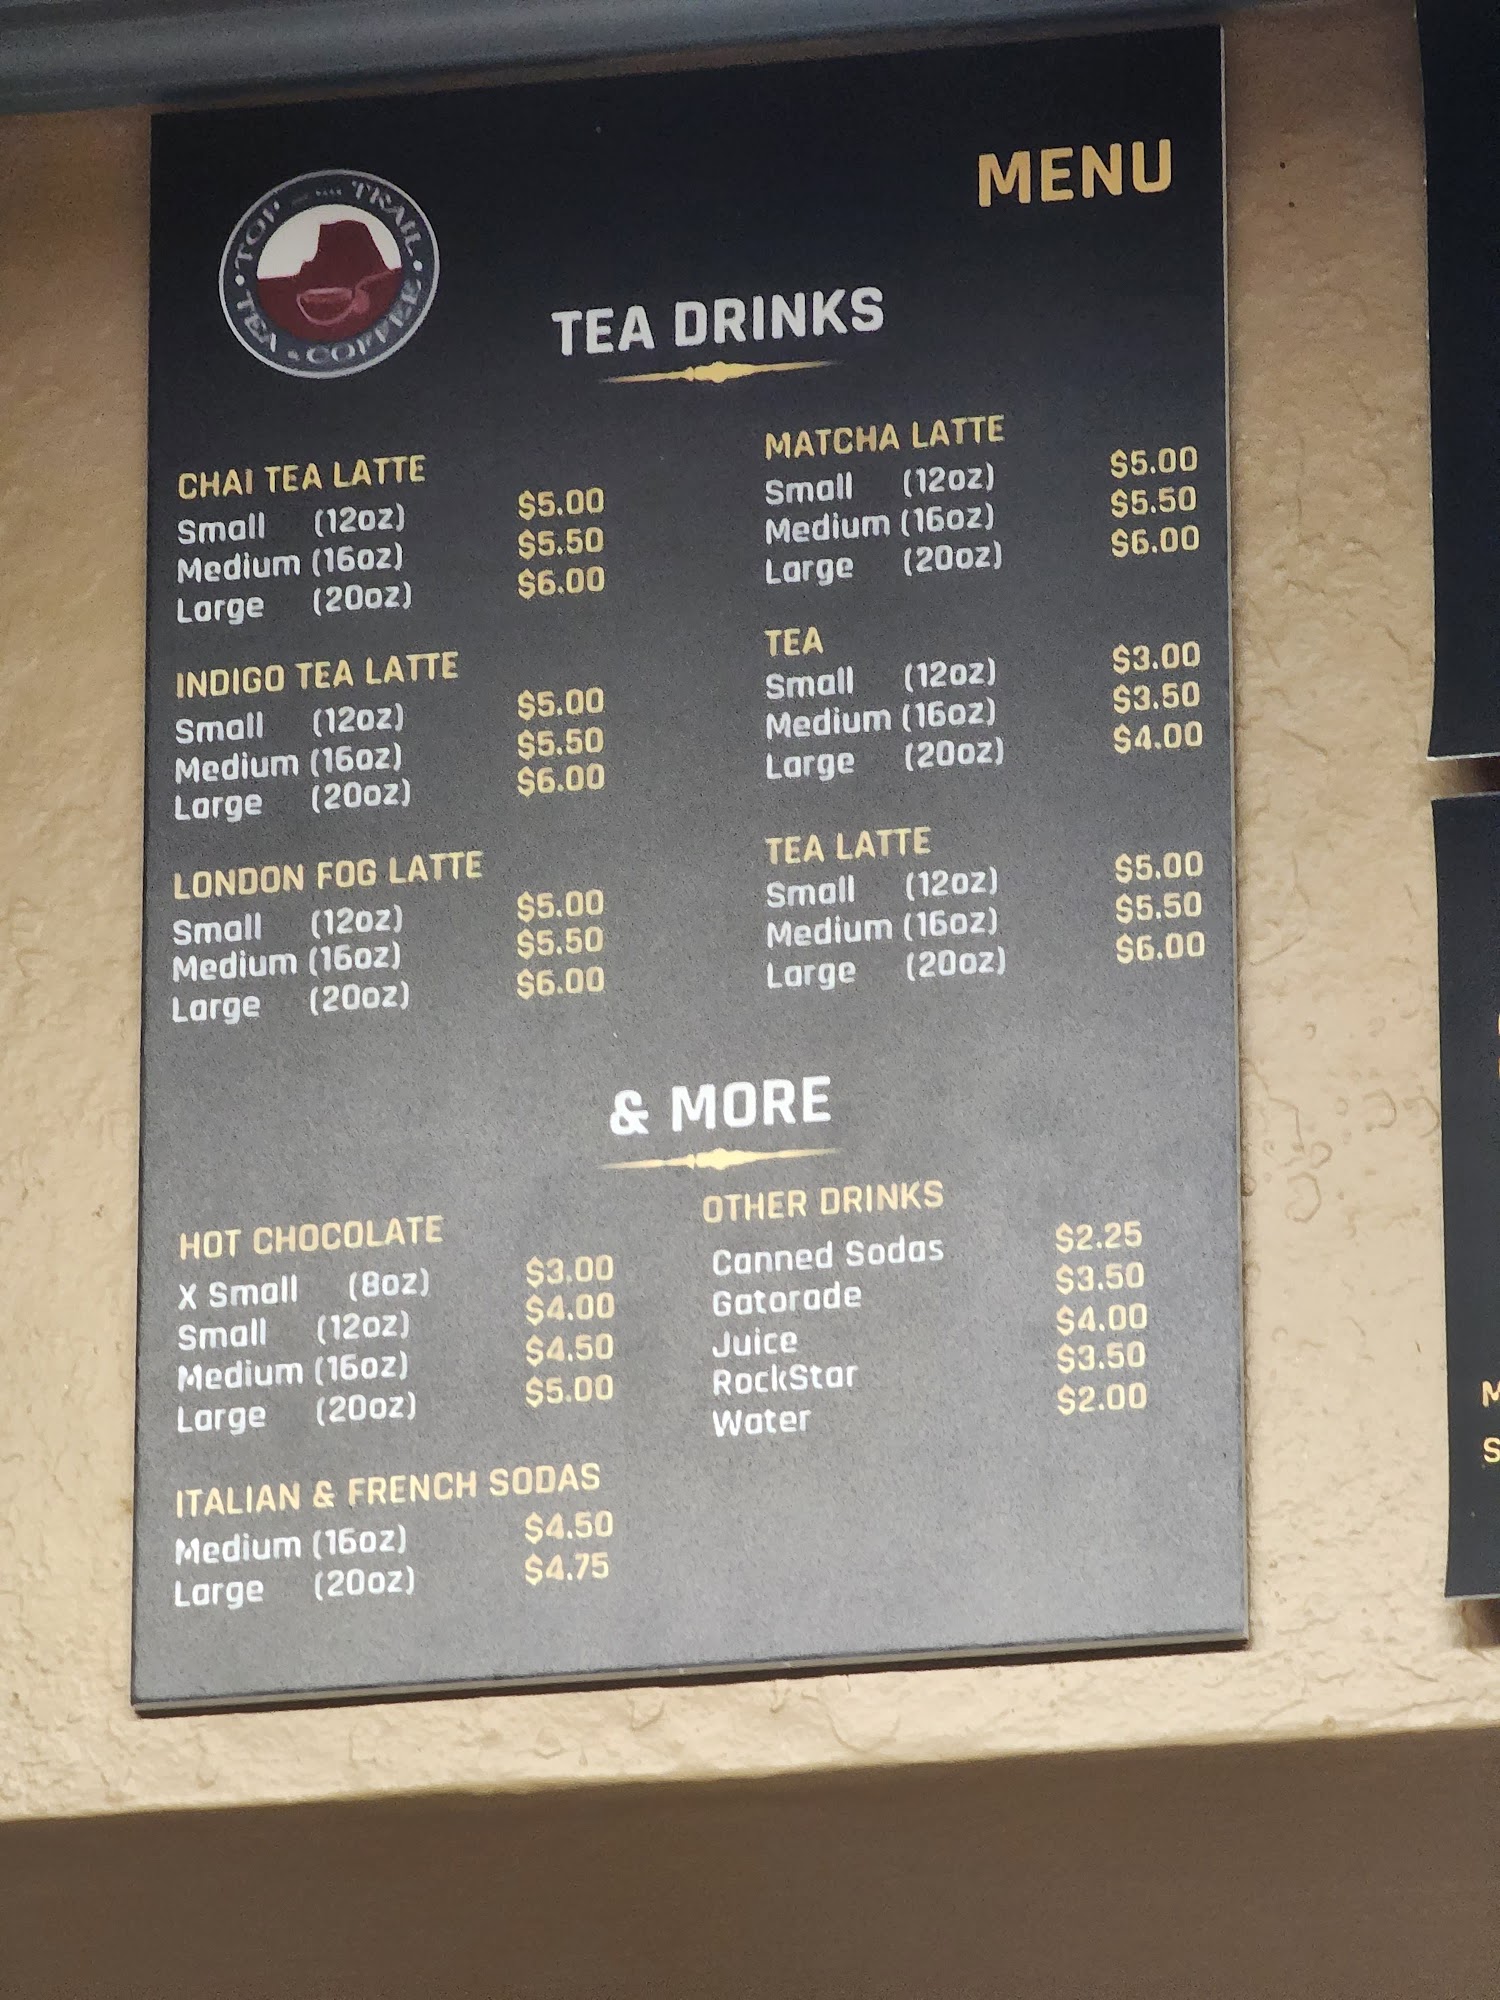 TOP TRAIL
TEA & COFFEE
MENU
TEA DRINKS
CHAI TEA LATTE
Small (12oz) $5.00
Medium (16oz) $5.50
Large (20oz) $6.00
INDIGO TEA LATTE
Small (12oz) $5.00
Medium (16oz) $5.50
Large (20oz) $6.00
LONDON FOG LATTE
Small (12oz) $5.00
Medium (16oz) $5.50
Large (20oz) $6.00
MATCHA LATTE
Small (12oz) $5.00
Medium (16oz) $5.50
Large (20oz) $6.00
TEA
Small (12oz) $3.00
Medium (16oz) $3.50
Large (20oz) $4.00
TEA LATTE
Small (12oz) $5.00
Medium (16oz) $5.50
Large (20oz) $6.00
& MORE
HOT CHOCOLATE
X Small (8oz) $3.00
Small (12oz) $4.00
Medium (16oz) $4.50
Large (20oz) $5.00
ITALIAN & FRENCH SODAS
Medium (16oz) $4.50
Large (20oz) $4.75
OTHER DRINKS
Canned Sodas $2.25
Gatorade $3.50
Juice $4.00
RockStar $3.50
Water $2.00